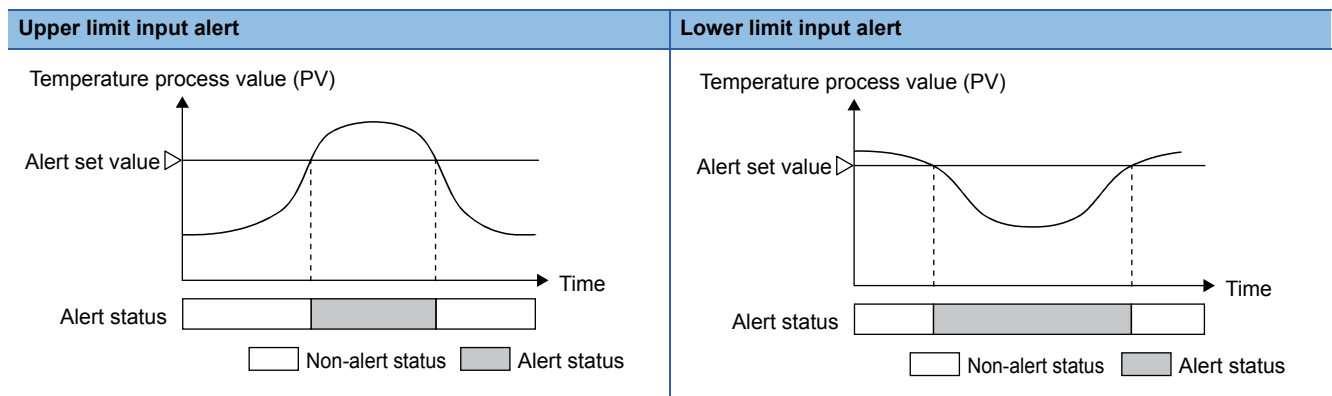 Upper limit input alert
Temperature process value (PV)
Alert set value
Time
Alert status
Non-alert status
Alert status
Lower limit input alert
Temperature process value (PV)
Alert set value
Time
Alert status
Non-alert status
Alert status